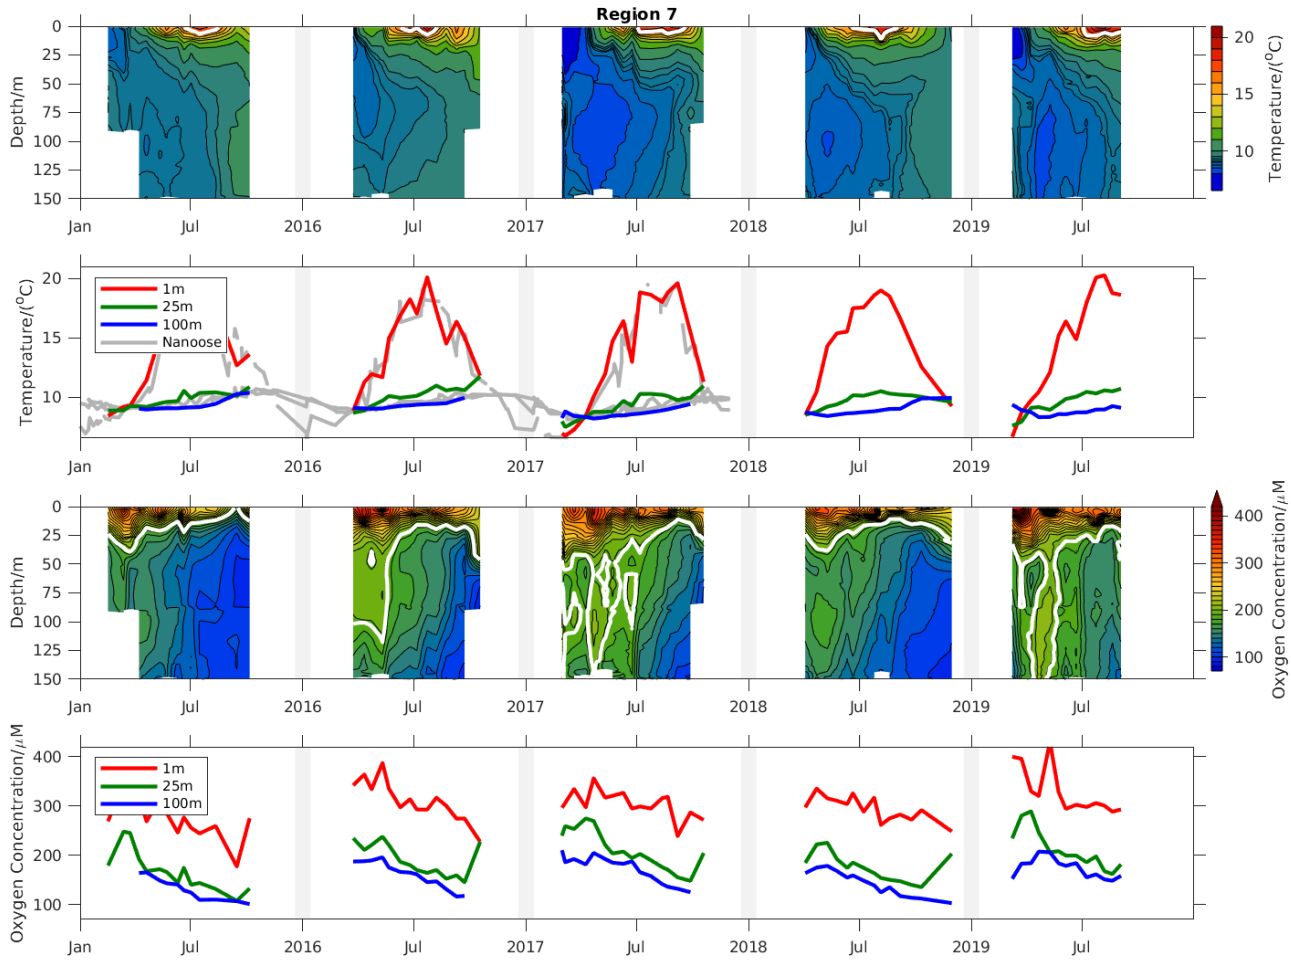 Region 7
0
25
50
75
100
125
150
Depth/m
Jan
Jul
2016
Jul
2017
Jul
2018
Jul
2019
Jul
20
15
10
Temperature/(°C)
20
15
10
Temperature/(°C)
1m
25m
100m
Nanoose
Jan
Jul
2016
Jul
2017
Jul
2018
Jul
2019
Jul
0
25
50
75
100
125
150
Depth/m
Jan
Jul
2016
Jul
2017
Jul
2018
Jul
2019
Jul
400
300
200
100
Oxygen Concentration/μM
400
300
200
100
Oxygen Concentration/μM
1m
25m
100m
Jan
Jul
2016
Jul
2017
Jul
2018
Jul
2019
Jul